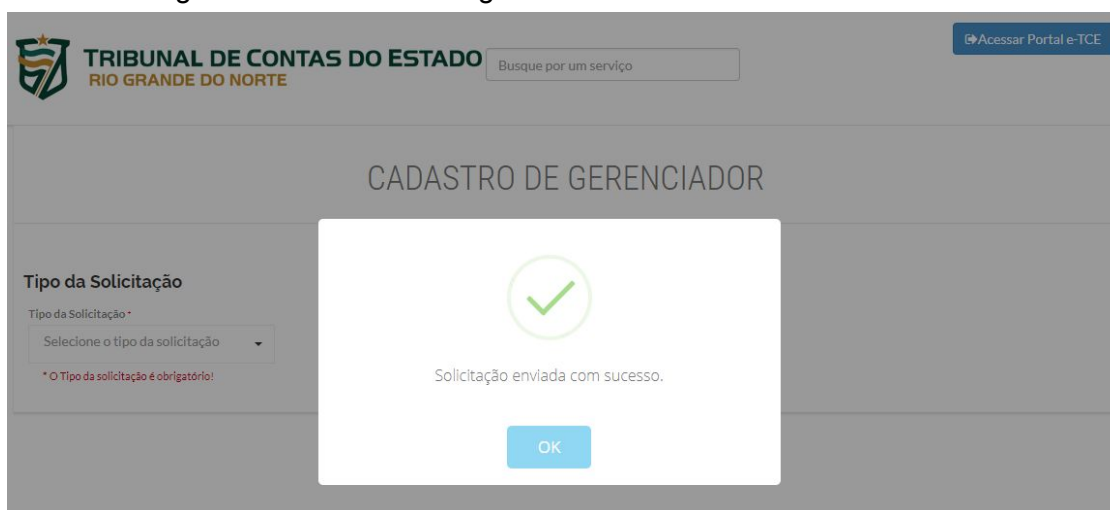 TRIBUNAL DE CONTAS DO ESTADO
RIO GRANDE DO NORTE
Busque por um serviço
Acessar Portal e-TCE
CADASTRO DE GERENCIADOR
Tipo da Solicitação
Tipo da Solicitação *
Selecione o tipo da solicitação
* O Tipo da solicitação é obrigatório!
Solicitação enviada com sucesso.
OK